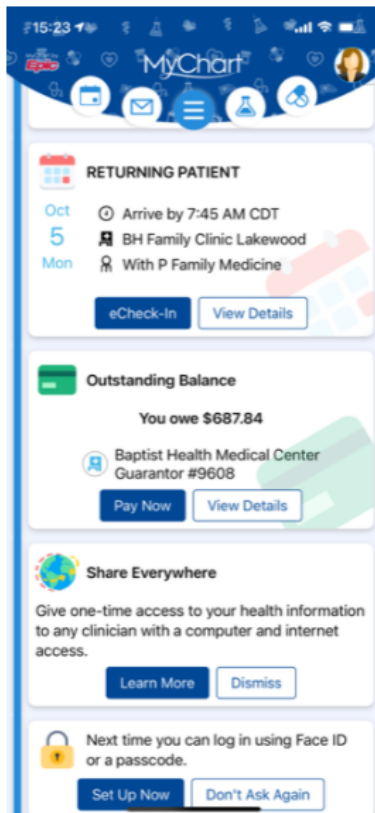 15:23
Epic
MyChart
RETURNING PATIENT
Oct
5
Mon
Arrive by 7:45 AM CDT
BH Family Clinic Lakewood
With P Family Medicine
eCheck-In
View Details
Outstanding Balance
You owe $687.84
Baptist Health Medical Center
Guarantor #9608
Pay Now
View Details
Share Everywhere
Give one-time access to your health information
to any clinician with a computer and internet
access.
Learn More
Dismiss
Next time you can log in using Face ID
or a passcode.
Set Up Now
Don't Ask Again